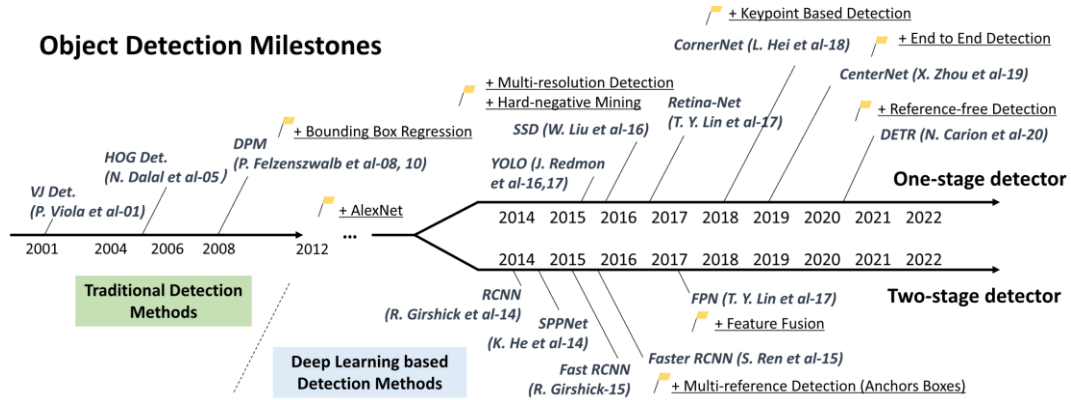 Object Detection Milestones
+ Keypoint Based Detection
CornerNet (L. Hei et al-18)
+ End to End Detection
CenterNet (X. Zhou et al-19)
+ Multi-resolution Detection
+ Hard-negative Mining
SSD (W. Liu et al-16)
Retina-Net
(T. Y. Lin et al-17)
+ Reference-free Detection
DETR (N. Carion et al-20)
+ Bounding Box Regression
DPM
(P. Felzenszwalb et al-08, 10)
HOG Det.
(N. Dalal et al-05)
VJ Det.
(P. Viola et al-01)
YOLO (J. Redmon
et al-16,17)
One-stage detector
+ AlexNet
...
2001 2004 2006 2008 2012
2014 2015 2016 2017 2018 2019 2020 2021 2022
2014 2015 2016 2017 2018 2019 2020 2021 2022
Two-stage detector
Traditional Detection
Methods
Deep Learning based
Detection Methods
RCNN
(R. Girshick et al-14)
SPPNet
(K. He et al-14)
Fast RCNN
(R. Girshick-15)
FPN (T. Y. Lin et al-17)
+ Feature Fusion
Faster RCNN (S. Ren et al-15)
+ Multi-reference Detection (Anchors Boxes)